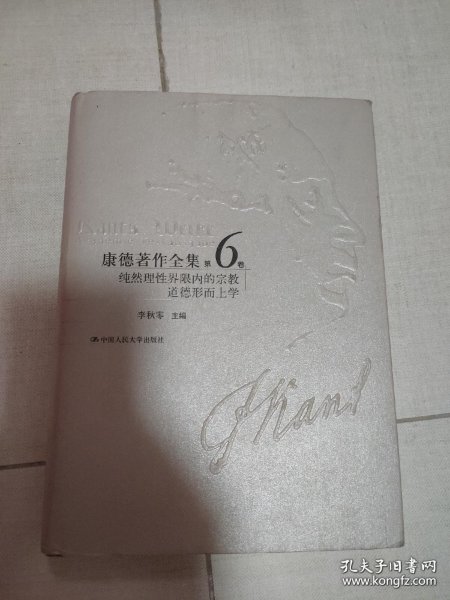 Kants Werke
康德著作全集 第6卷
纯然理性界限内的宗教
道德形而上学
李秋零 主编
中国人民大学出版社
I Kant
孔夫子旧书网
www.kongfz.com